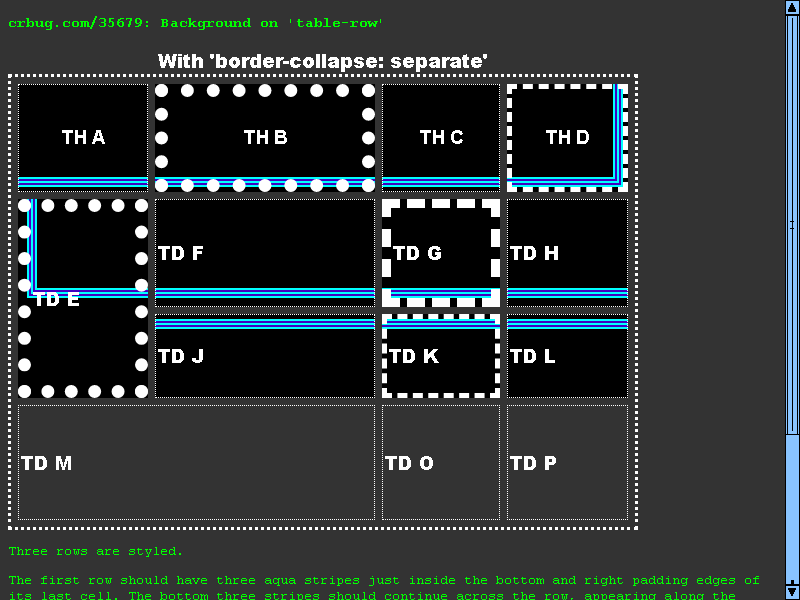 crbug.com/35679: Background on 'table-row'
With 'border-collapse: separate'
TH A TH B TH C TH D
TD E TD F TD G TD H
TD J TD K TD L
TD M TD O TD P
Three rows are styled.
The first row should have three aqua stripes just inside the bottom and right padding edges of
its last cell. The bottom three stripes should continue across the row, appearing along the